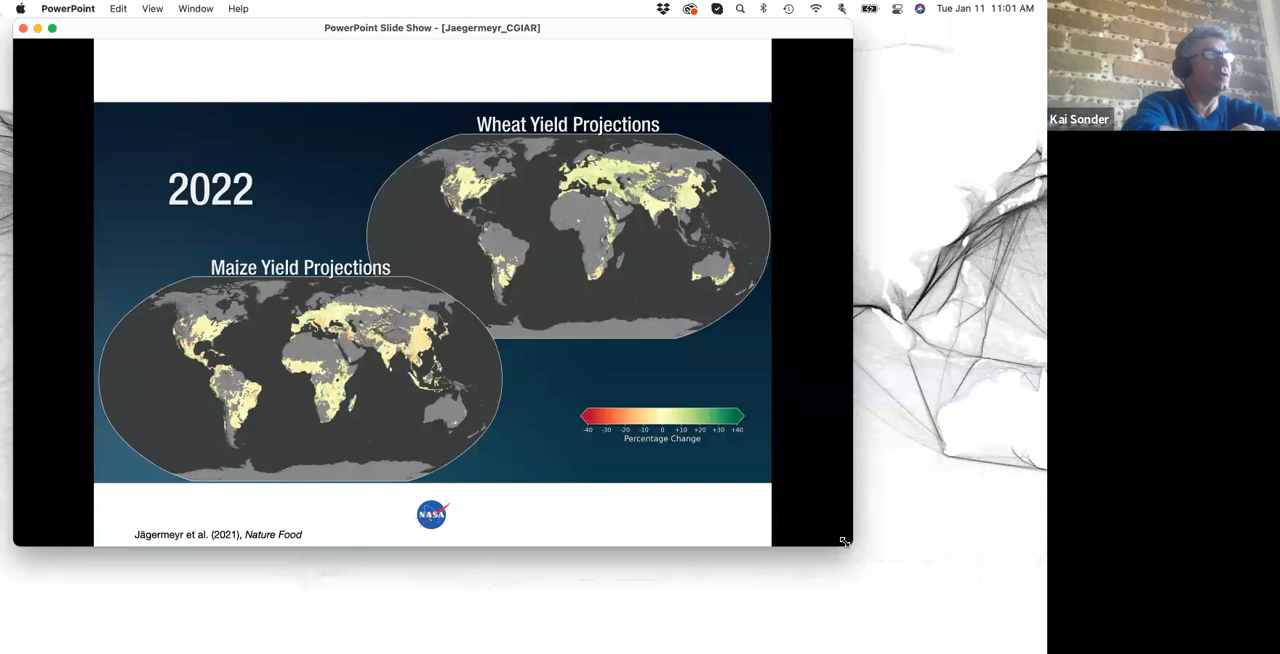 PowerPoint Edit View Window Help Tue Jan 11 11:01 AM
PowerPoint Slide Show - [Jaegermeyr_CGIAR]
Kai Sonder
Wheat Yield Projections
2022
Maize Yield Projections
-40 -30 -20 -10 0 +10 +20 +30 +40
Percentage Change
NASA
Jägermeyr et al. (2021), Nature Food